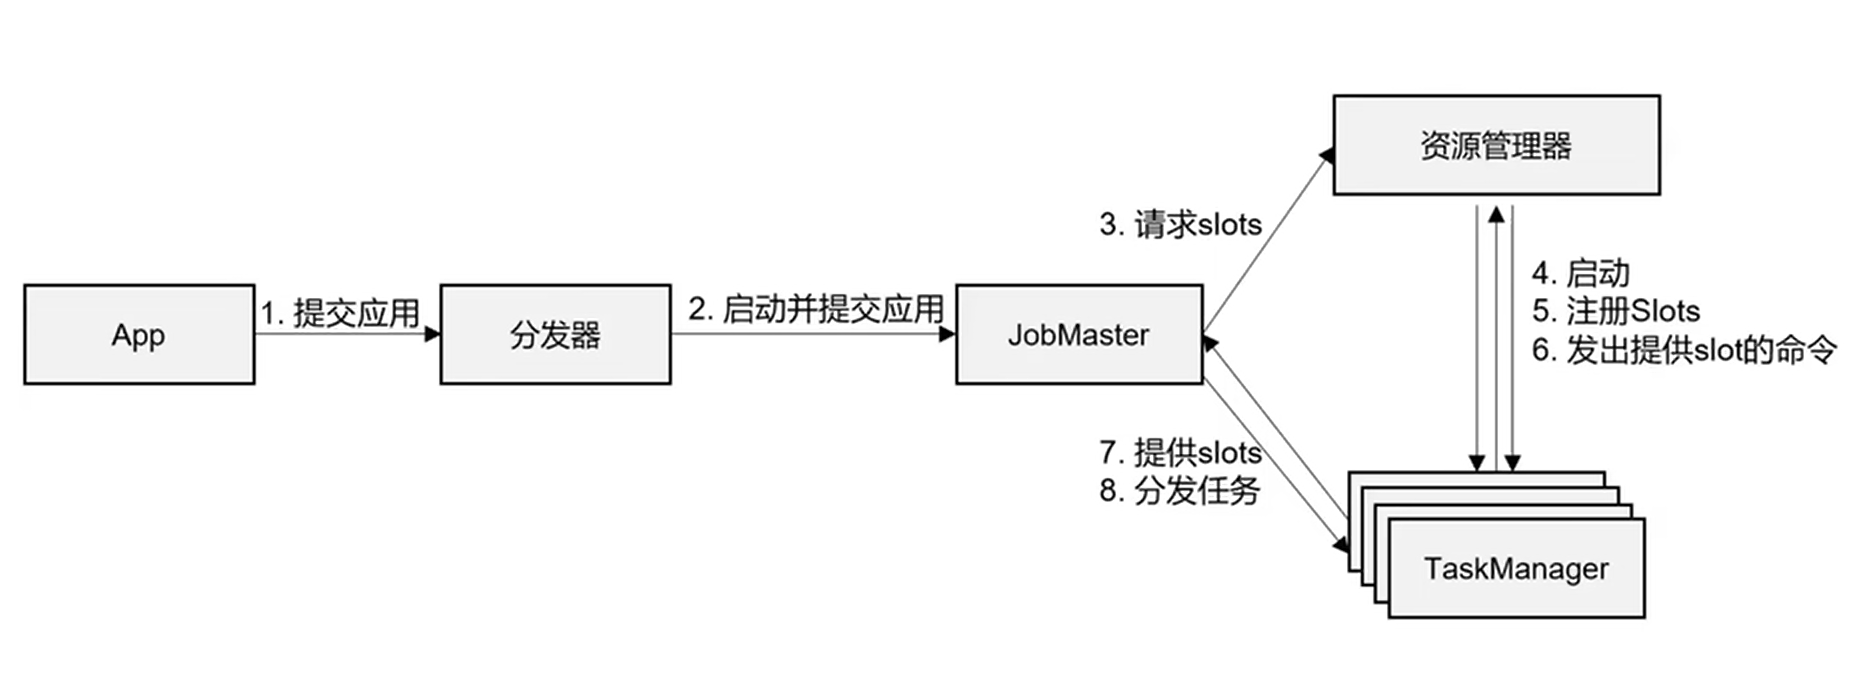 资源管理器
3. 请求slots
4. 启动
5. 注册Slots
6. 发出提供slot的命令
App
1. 提交应用
分发器
2. 启动并提交应用
JobMaster
7. 提供slots
8. 分发任务
TaskManager